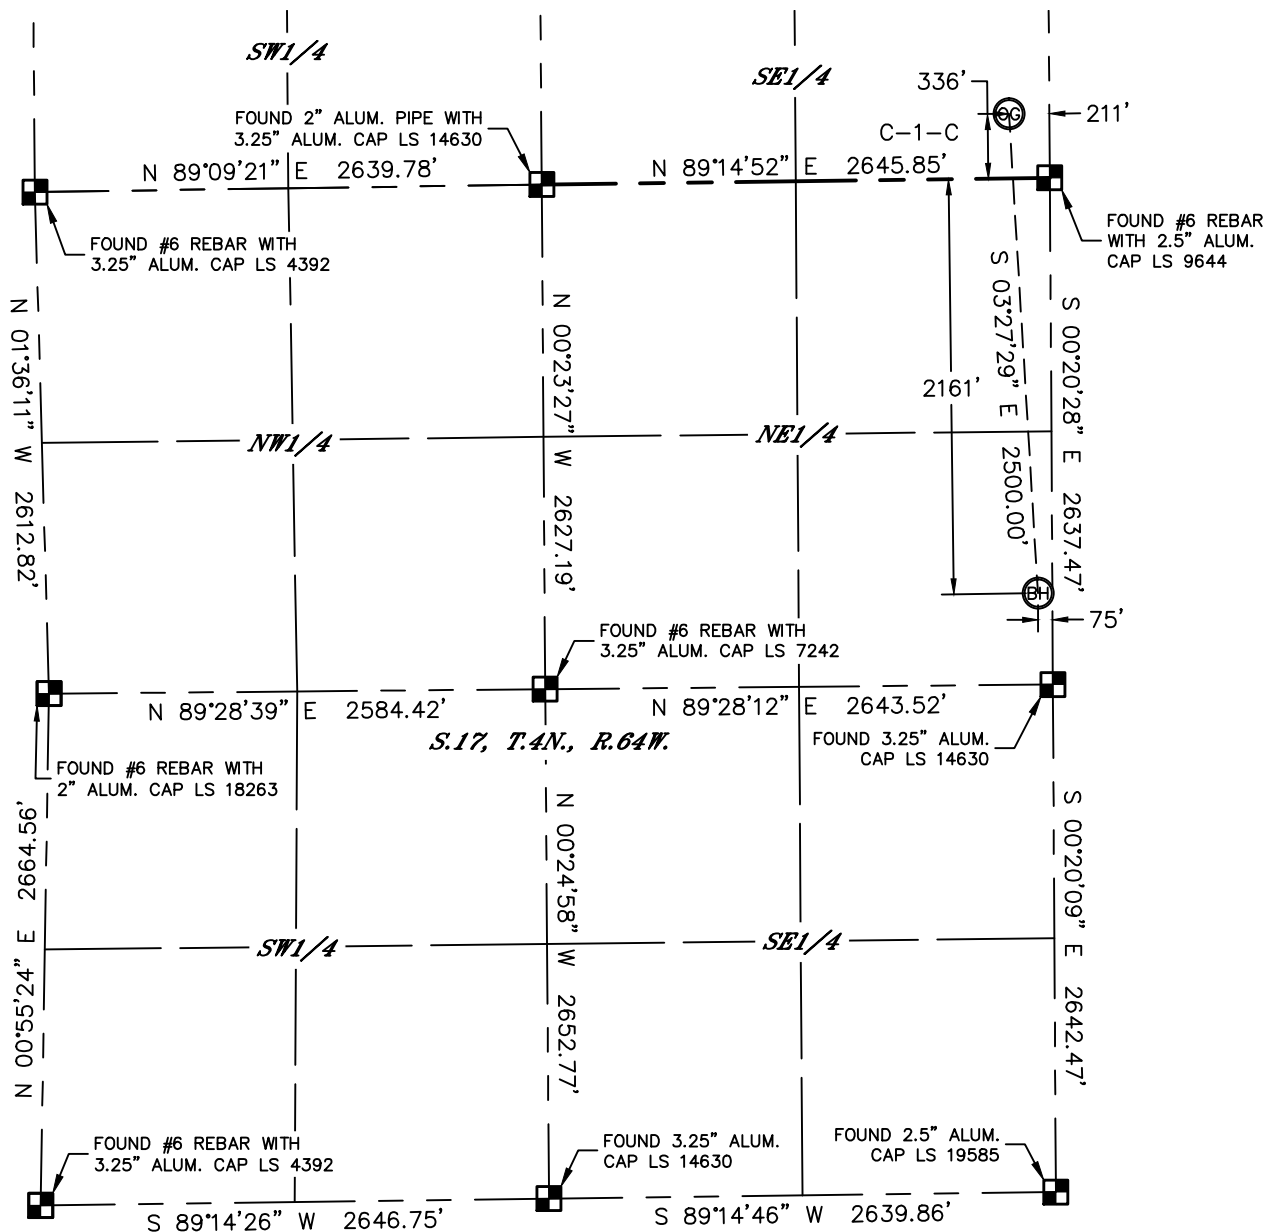 SW1/4
SE1/4
336'
OG
211'
C-1-C
FOUND 2" ALUM. PIPE WITH
3.25" ALUM. CAP LS 14630
N 89°09'21" E 2639.78'
N 89°14'52" E 2645.85'
FOUND #6 REBAR
WITH 2.5" ALUM.
CAP LS 9644
FOUND #6 REBAR WITH
3.25" ALUM. CAP LS 4392
N 01°36'11" W 2612.82'
N 00°23'27" W 2627.19'
S 03°27'29" E 2500.00'
S 00°20'28" E 2637.47'
2161'
NW1/4
NE1/4
BH
75'
FOUND #6 REBAR WITH
3.25" ALUM. CAP LS 7242
N 89°28'39" E 2584.42'
N 89°28'12" E 2643.52'
S.17, T.4N., R.64W.
FOUND 3.25" ALUM.
CAP LS 14630
FOUND #6 REBAR WITH
2" ALUM. CAP LS 18263
N 00°55'24" E 2664.56'
N 00°24'58" W 2652.77'
S 00°20'09" E 2642.47'
SW1/4
SE1/4
FOUND #6 REBAR WITH
3.25" ALUM. CAP LS 4392
FOUND 3.25" ALUM.
CAP LS 14630
FOUND 2.5" ALUM.
CAP LS 19585
S 89°14'26" W 2646.75'
S 89°14'46" W 2639.86'